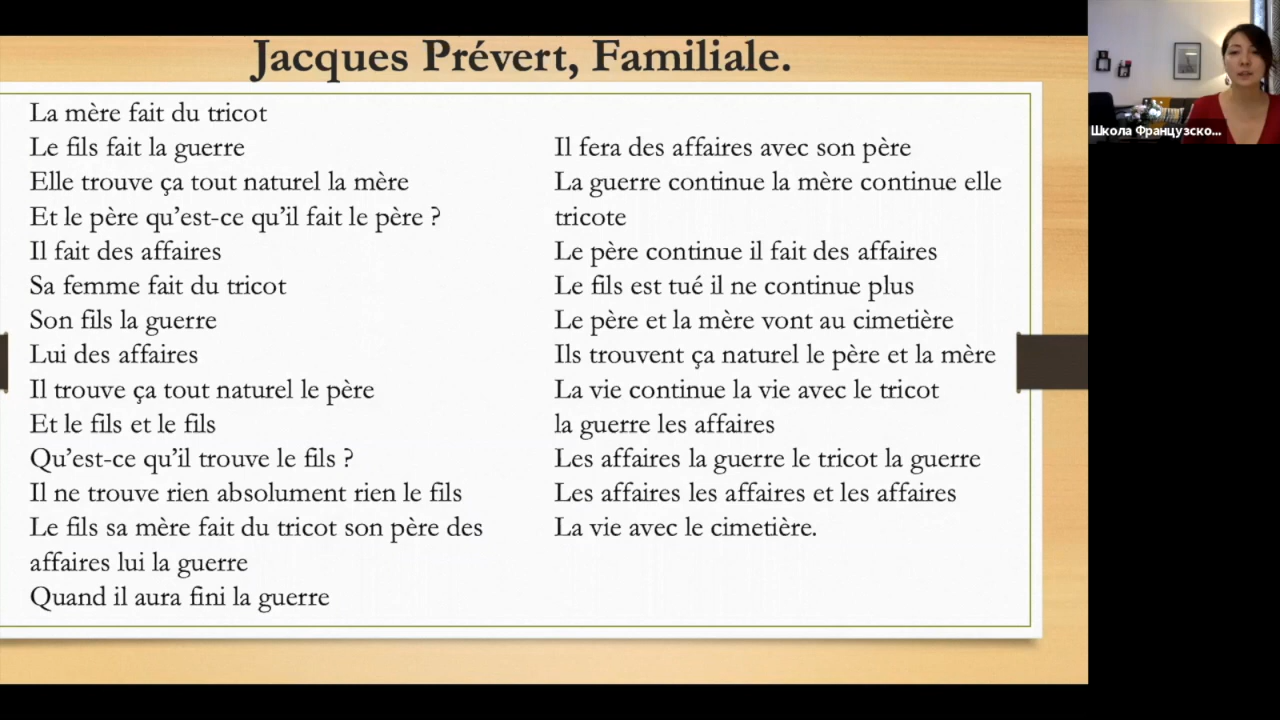 Jacques Prévert, Familiale.
La mère fait du tricot
Le fils fait la guerre
Elle trouve ça tout naturel la mère
Et le père qu’est-ce qu’il fait le père ?
Il fait des affaires
Sa femme fait du tricot
Son fils la guerre
Lui des affaires
Il trouve ça tout naturel le père
Et le fils et le fils
Qu’est-ce qu’il trouve le fils ?
Il ne trouve rien absolument rien le fils
Le fils sa mère fait du tricot son père des
affaires lui la guerre
Quand il aura fini la guerre
Il fera des affaires avec son père
La guerre continue la mère continue elle
tricote
Le père continue il fait des affaires
Le fils est tué il ne continue plus
Le père et la mère vont au cimetière
Ils trouvent ça naturel le père et la mère
La vie continue la vie avec le tricot
la guerre les affaires
Les affaires la guerre le tricot la guerre
Les affaires les affaires et les affaires
La vie avec le cimetière.
Школа Французско...